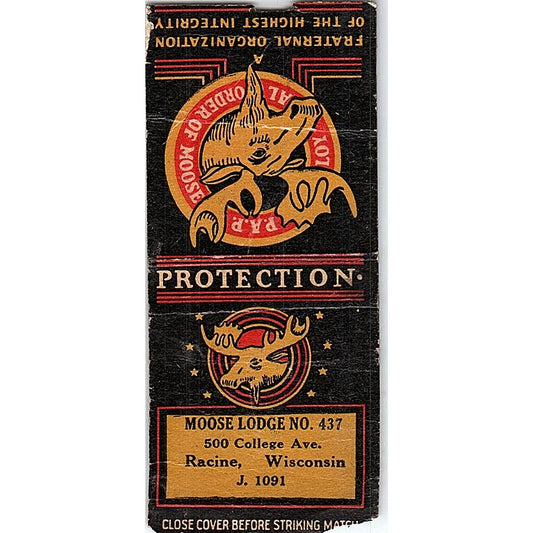 A
FRATERNAL ORGANIZATION
OF THE HIGHEST INTEGRITY
LOYAL ORDER OF MOOSE
P.A.P.
PROTECTION
MOOSE LODGE NO. 437
500 College Ave.
Racine, Wisconsin
J. 1091
CLOSE COVER BEFORE STRIKING MATCH